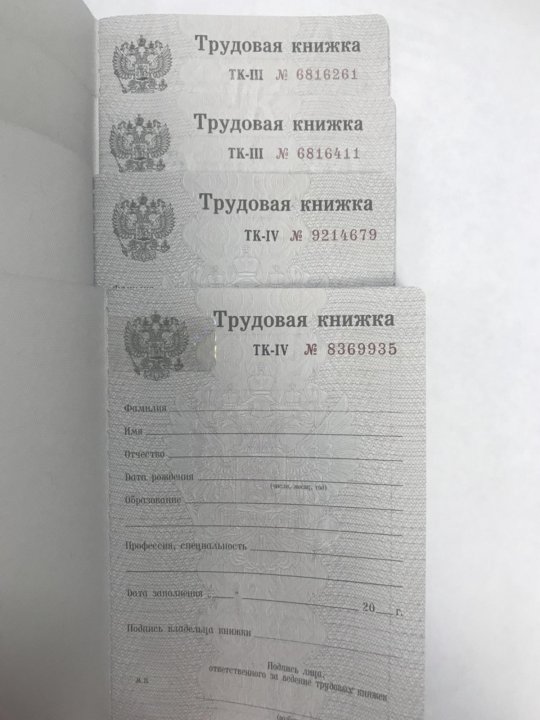 Трудовая книжка
ТК-III № 6816261
Трудовая книжка
ТК-III № 6816411
Трудовая книжка
ТК-IV № 9214679
Трудовая книжка
ТК-IV № 8369935
Фамилия
Имя
Отчество
Дата рождения
(число, месяц, год)
Образование
Профессия, специальность
Дата заполнения „ “ 20 г.
Подпись владельца книжки
Подпись лица,
М.П. ответственного за ведение трудовых книжек